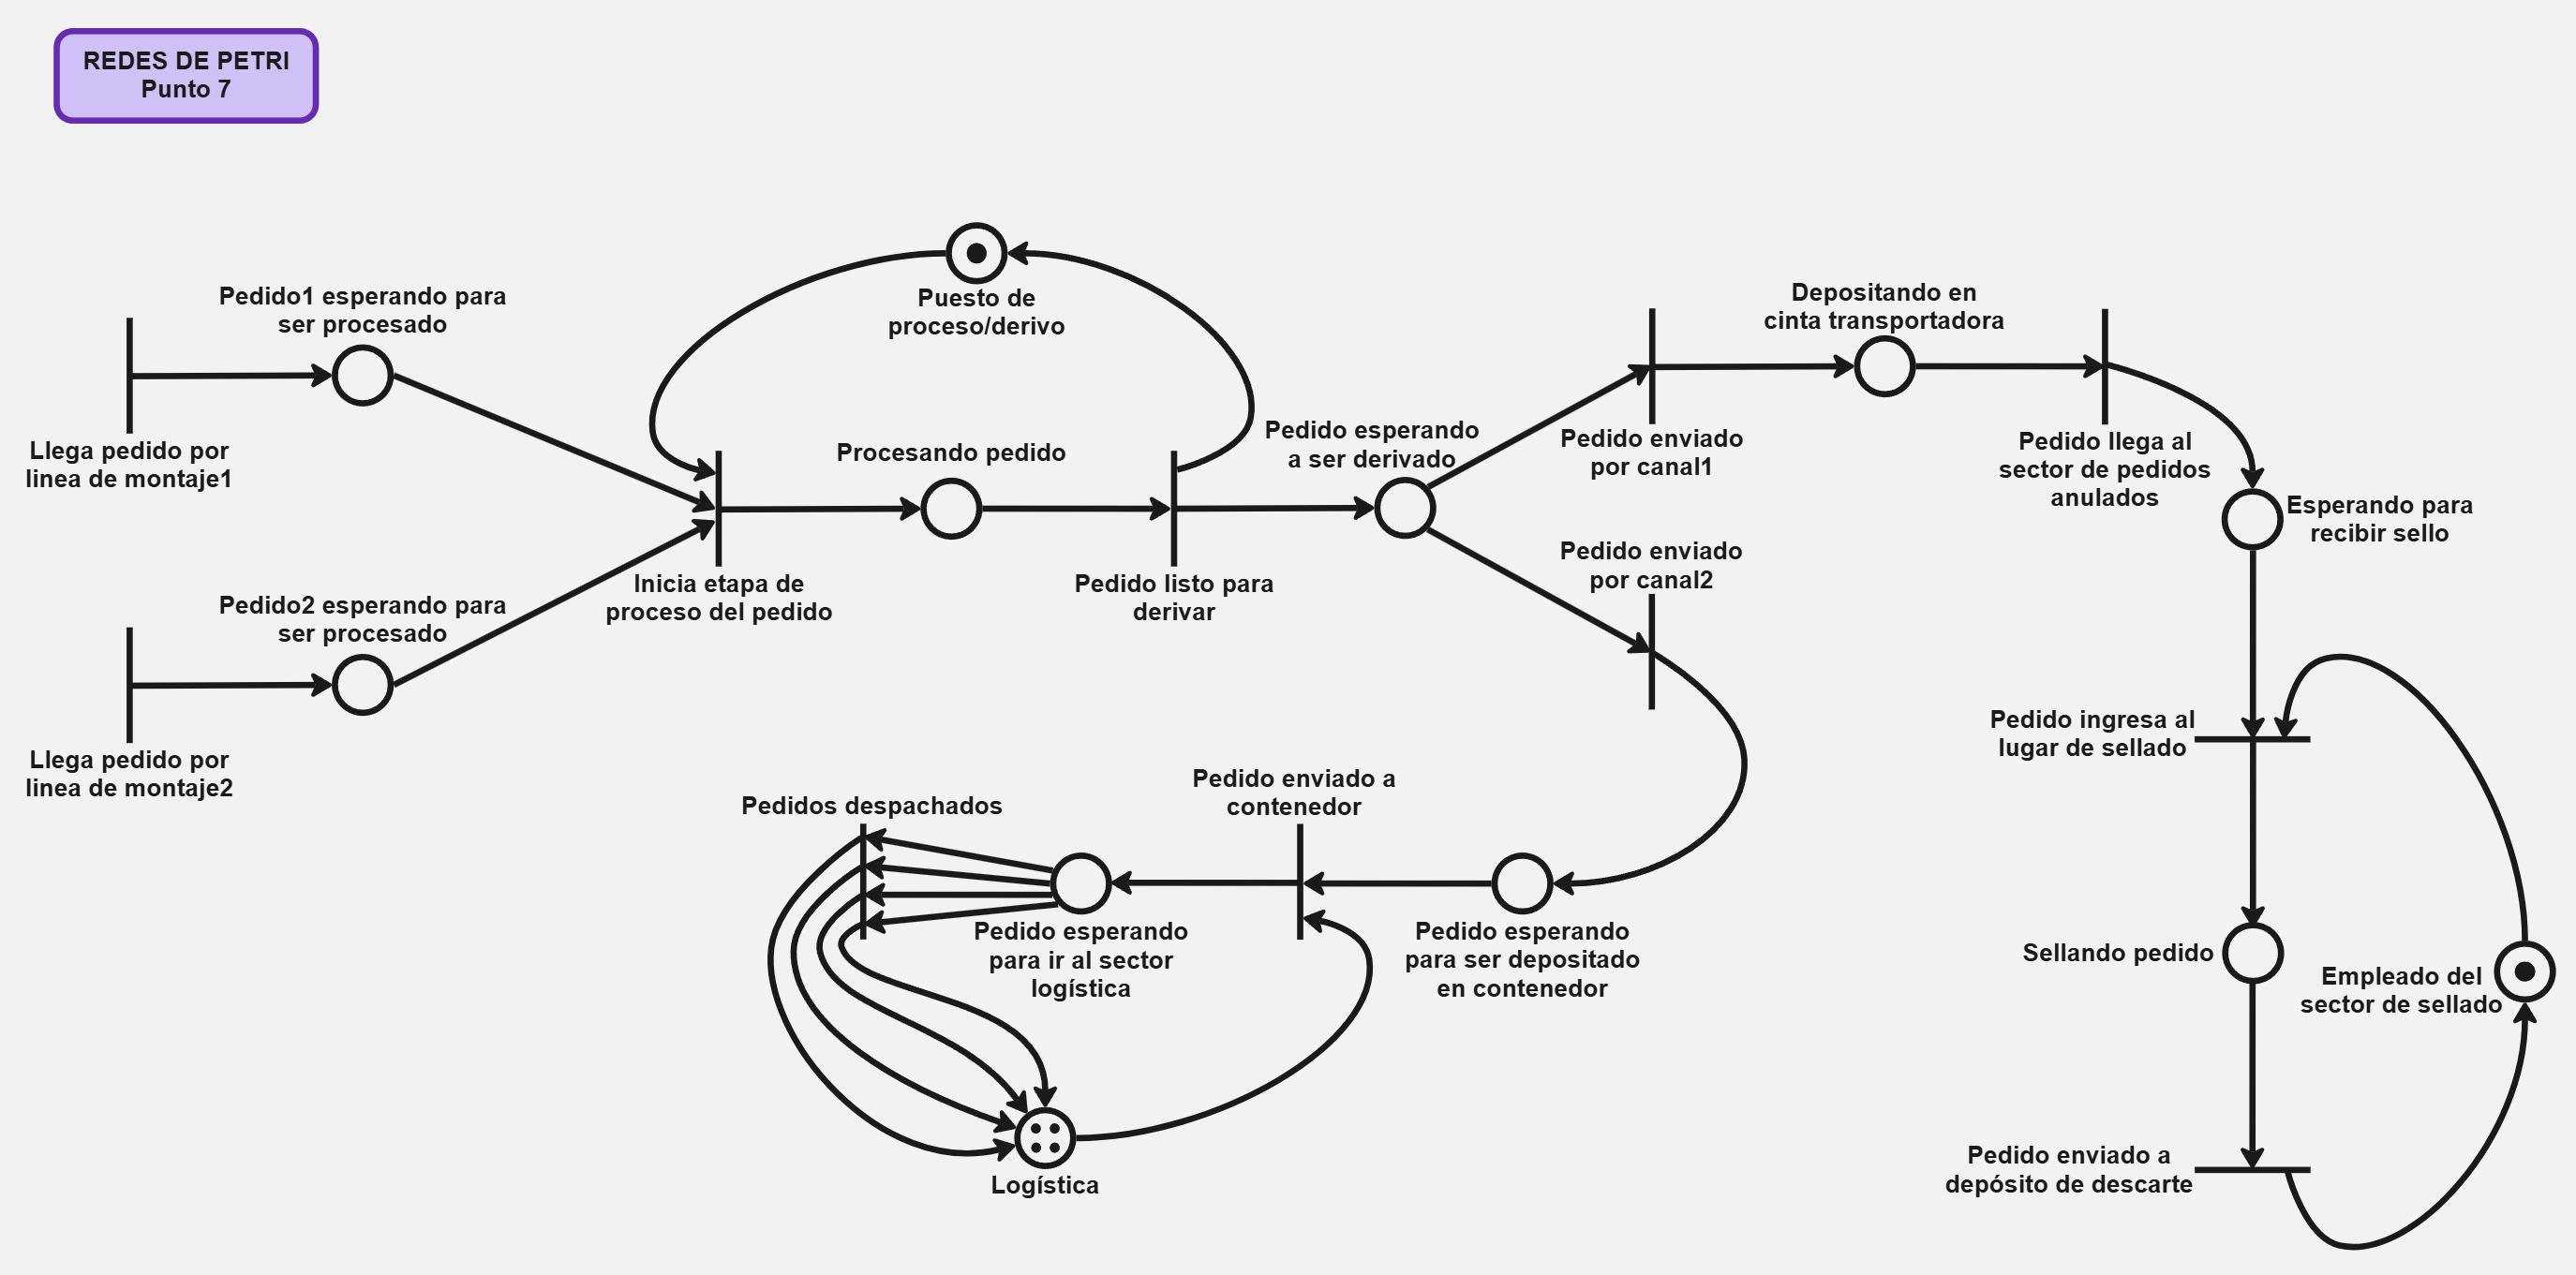 REDES DE PETRI
Punto 7
Puesto de
proceso/derivo
Pedido1 esperando para
ser procesado
Llega pedido por
linea de montaje1
Pedido2 esperando para
ser procesado
Llega pedido por
linea de montaje2
Inicia etapa de
proceso del pedido
Procesando pedido
Pedido listo para
derivar
Pedido esperando
a ser derivado
Pedido enviado
por canal1
Pedido enviado
por canal2
Depositando en
cinta transportadora
Pedido llega al
sector de pedidos
anulados
Esperando para
recibir sello
Pedido ingresa al
lugar de sellado
Sellando pedido
Empleado del
sector de sellado
Pedido enviado a
depósito de descarte
Pedidos despachados
Pedido enviado a
contenedor
Pedido esperando
para ir al sector
logística
Pedido esperando
para ser depositado
en contenedor
Logística